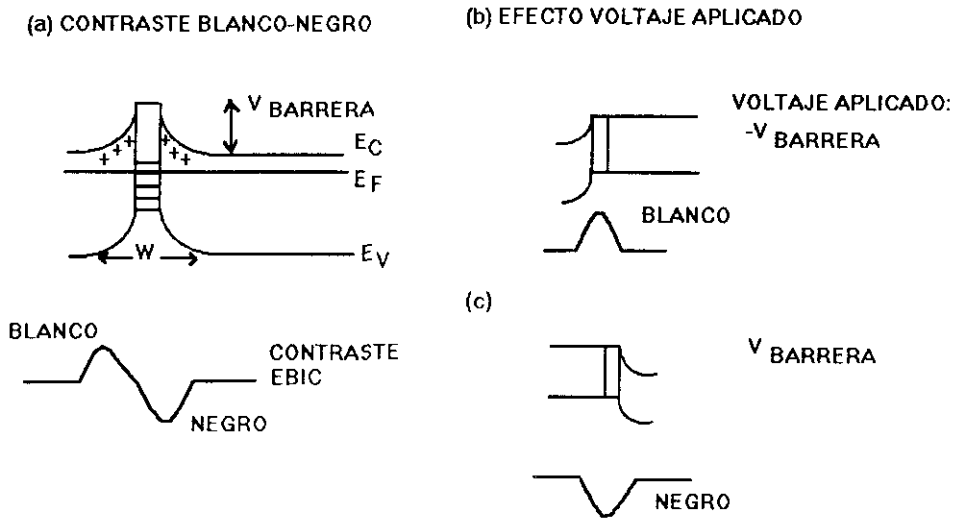 (a) CONTRASTE BLANCO-NEGRO
V BARRERA
E C
E F
W
E V
BLANCO
CONTRASTE
EBIC
NEGRO
(b) EFECTO VOLTAJE APLICADO
VOLTAJE APLICADO:
-V BARRERA
BLANCO
(c)
V BARRERA
NEGRO